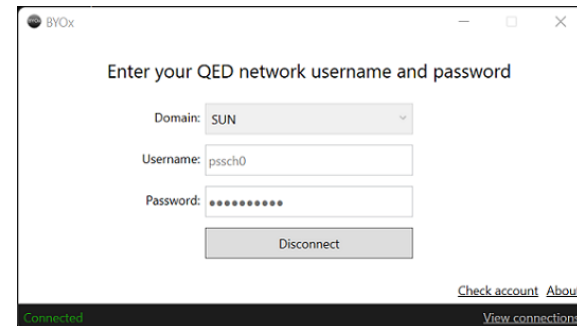 BYOx
Enter your QED network username and password
Domain: SUN
Username: pssch0
Password: ●●●●●●●●●●
Disconnect
Check account About
Connected View connections